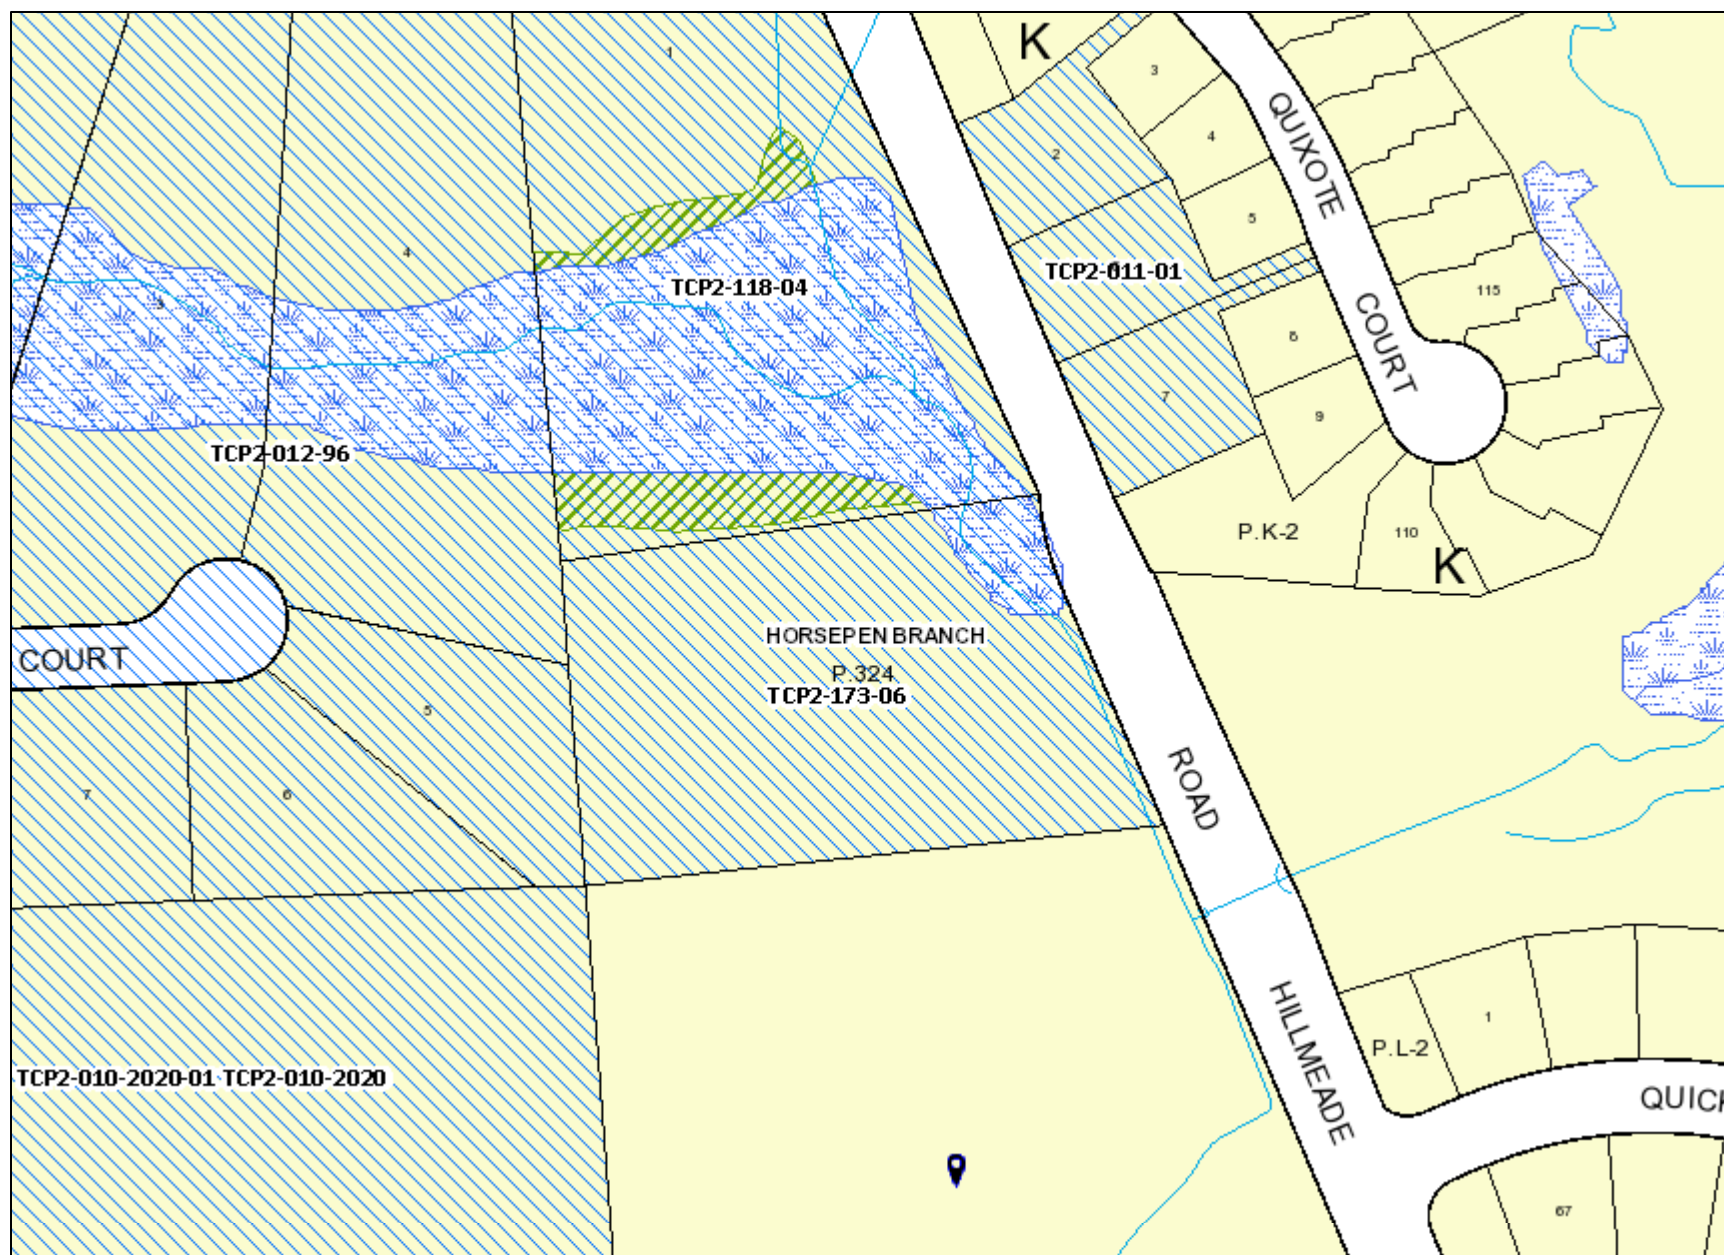 1
K
3
4
2
QUIXOTE
5
4
TCP2-118-04
TCP2-011-01
3
115
COURT
8
9
7
TCP2-012-96
P.K-2
110
K
HORSEPEN BRANCH
P.324
TCP2-173-06
COURT
5
7
6
ROAD
HILLMEADE
1
P.L-2
TCP2-010-2020-01 TCP2-010-2020
67